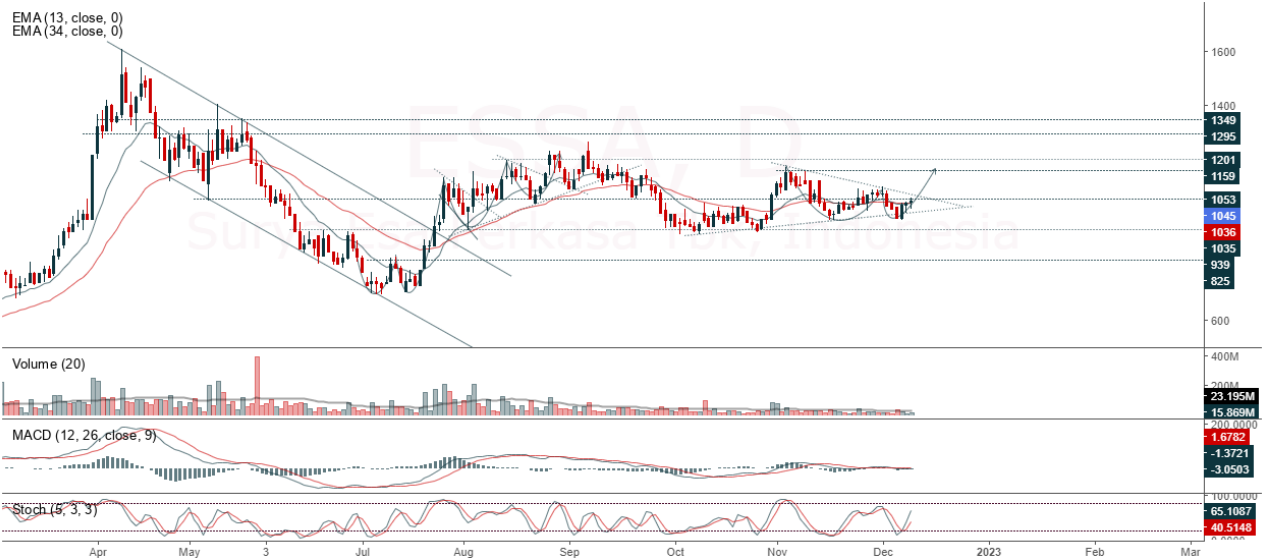 EMA (13, close, 0)
EMA (34, close, 0)
ESSA, D
1600
1400
1349
1295
1201
1159
1053
1045
1036
1035
939
825
600
Volume (20)
400M
200M
23.195M
15.869M
MACD (12, 26, close, 9)
200.0000
1.6782
-1.3721
-3.0503
Stoch (5, 3, 3)
100.0000
65.1087
40.5148
0.0000
Apr May 3 Jul Aug Sep Oct Nov Dec 2023 Feb Mar